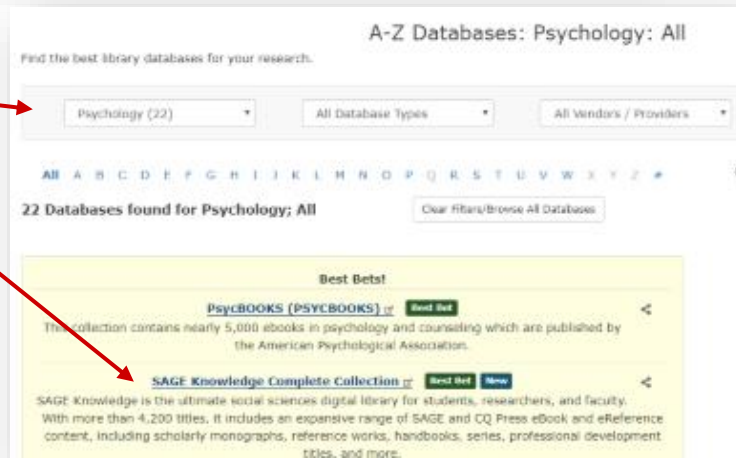 A-Z Databases: Psychology: All
Find the best library databases for your research.
Psychology (22) All Database Types All Vendors / Providers
All A B C D E F G H I J K L M N O P Q R S T U V W X Y Z #
22 Databases found for Psychology; All Clear Filters/Browse All Databases
Best Bets!
PsycBOOKS (PSYCBOOKS) Best Bet
This collection contains nearly 5,000 ebooks in psychology and counseling which are published by
the American Psychological Association.
SAGE Knowledge Complete Collection Best Bet New
SAGE Knowledge is the ultimate social sciences digital library for students, researchers, and faculty.
With more than 4,200 titles, it includes an expansive range of SAGE and CQ Press eBook and eReference
content, including scholarly monographs, reference works, handbooks, series, professional development
titles, and more.